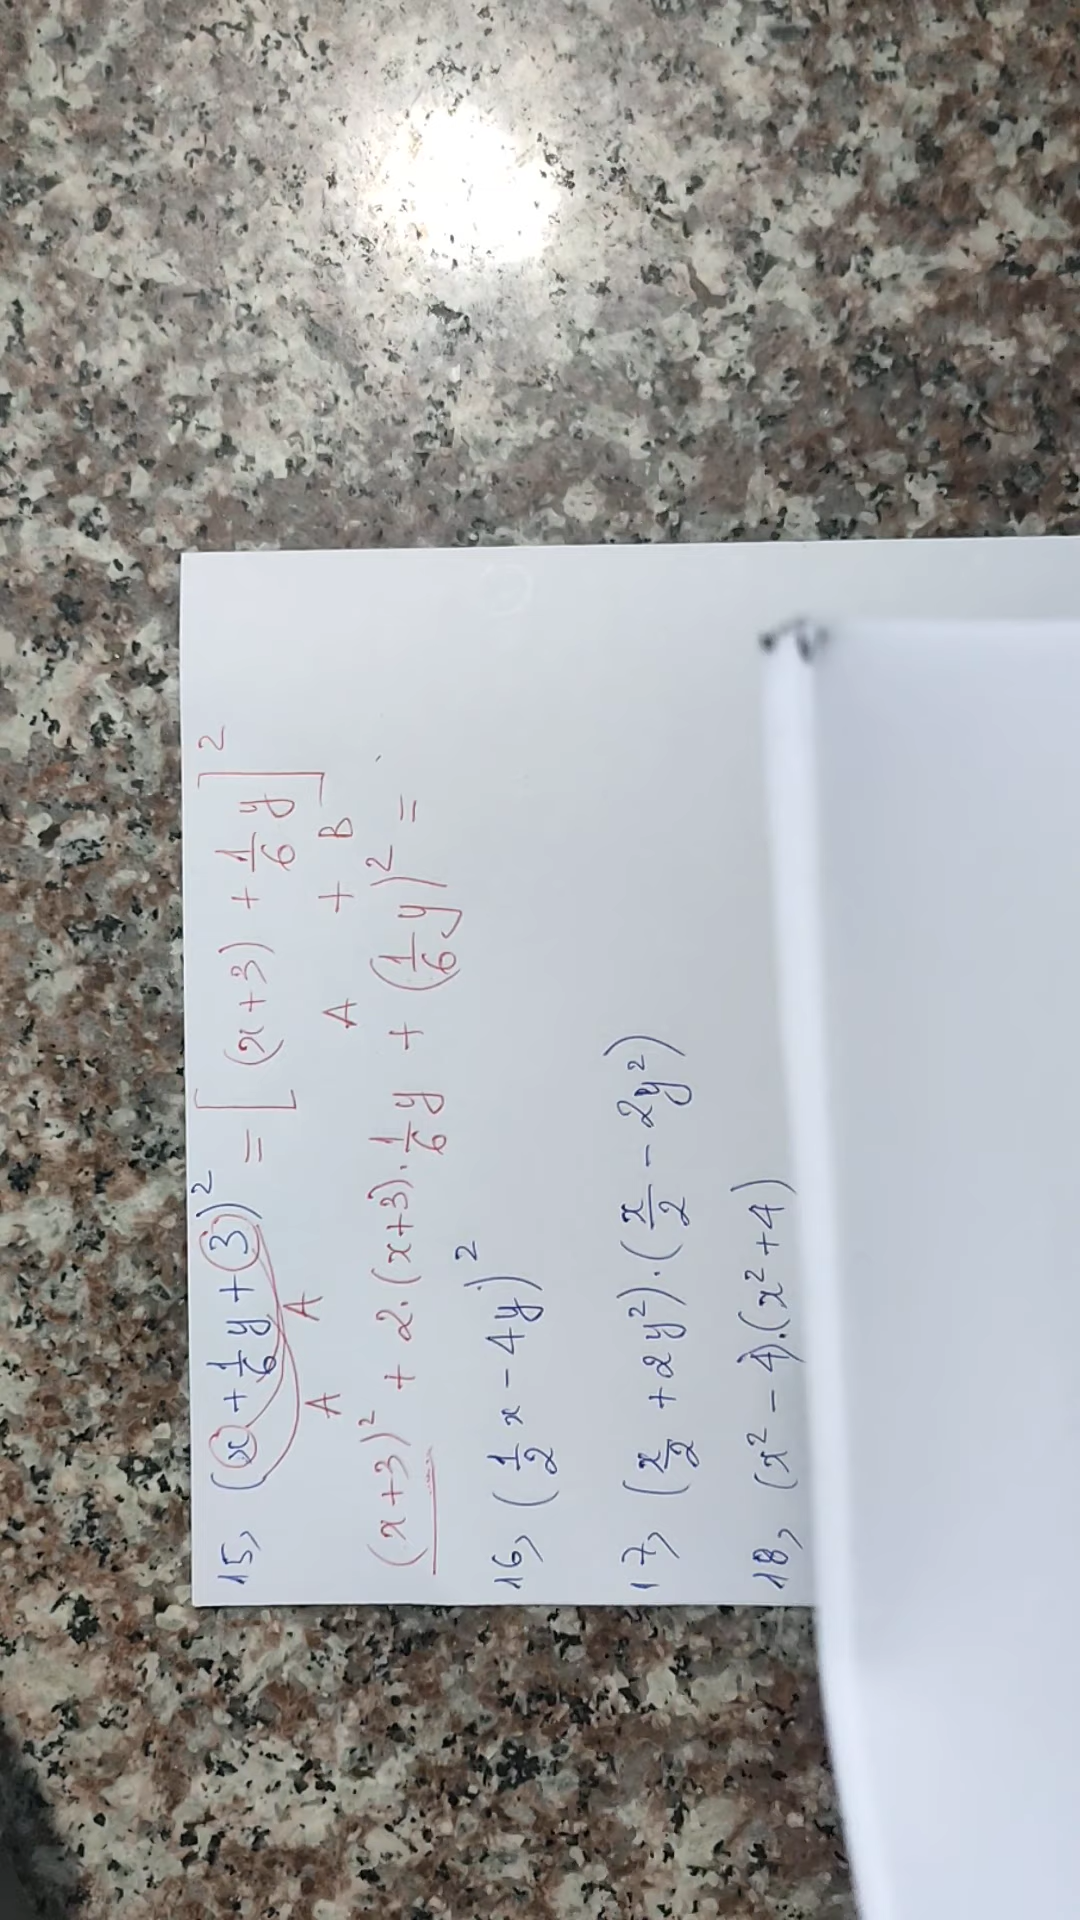 15, (x + 1/6 y + 3)² = [(x+3) + 1/6 y]²
A A A + B
(x+3)² + 2.(x+3).1/6 y + (1/6 y)² =
16, (1/2 x - 4y)²
17, (x/2 + 2y²).(x/2 - 2y²)
18, (x² - 4).(x² + 4)